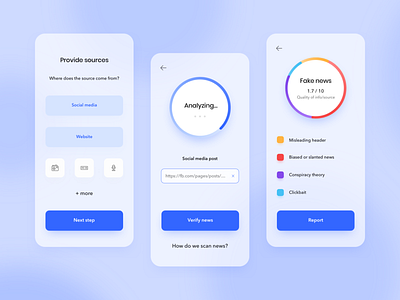 Provide sources
Where does the source come from?
Social media
Website
+ more
Next step
Analyzing...
Social media post
https://fb.com/pages/posts/...
Verify news
How do we scan news?
Fake news
1.7 / 10
Quality of info/source
Misleading header
Biased or slanted news
Conspiracy theory
Clickbait
Report